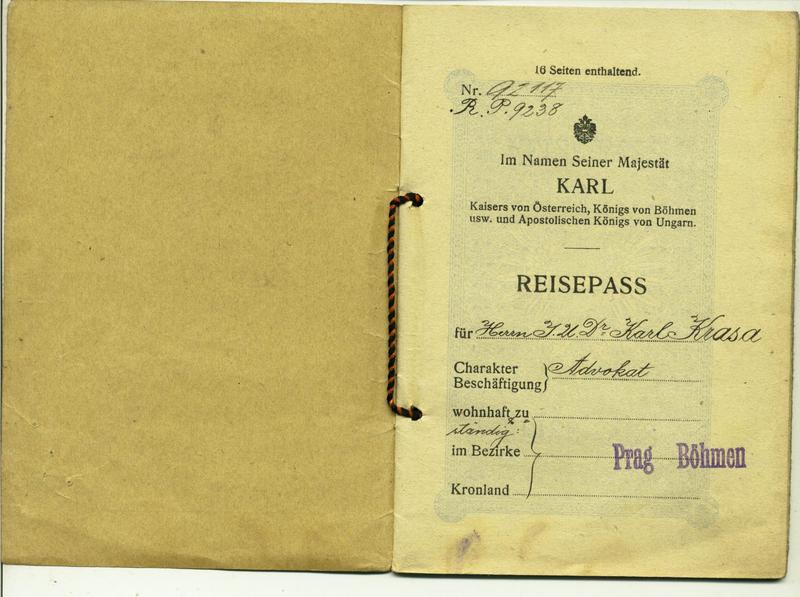 16 Seiten enthaltend.
Nr. 92117
R. P. 9238
Im Namen Seiner Majestät
KARL
Kaisers von Österreich, Königs von Böhmen
usw. und Apostolischen Königs von Ungarn.
REISEPASS
für Herrn J. U. Dr. Karl Krasa
Charakter
Beschäftigung } Advokat
wohnhaft zu
ständig:
im Bezirke
Prag Böhmen
Kronland